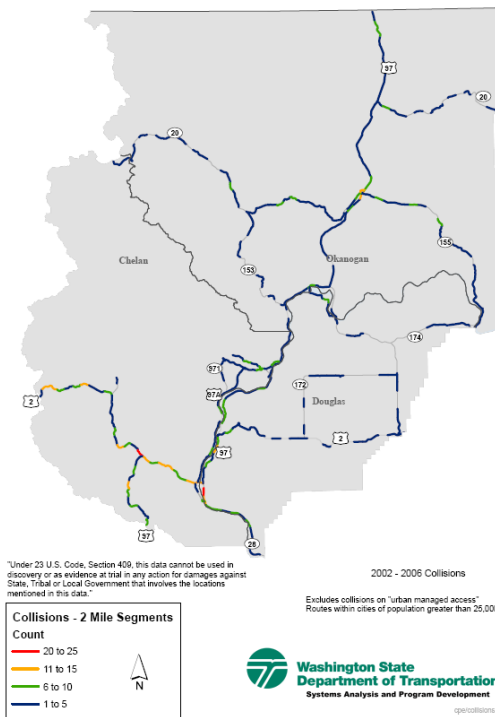 97
20
20
Chelan
Okanogan
155
153
174
971
97A
172
Douglas
2
2
97
97
28
"Under 23 U.S. Code, Section 409, this data cannot be used in
discovery or as evidence at trial in any action for damages against
State, Tribal or Local Government that involves the locations
mentioned in this data."
2002 - 2006 Collisions
Excludes collisions on "urban managed access"
Routes within cities of population greater than 25,00
Collisions - 2 Mile Segments
Count
20 to 25
11 to 15
6 to 10
1 to 5
N
Washington State
Department of Transportation
Systems Analysis and Program Development
cpe/collisions